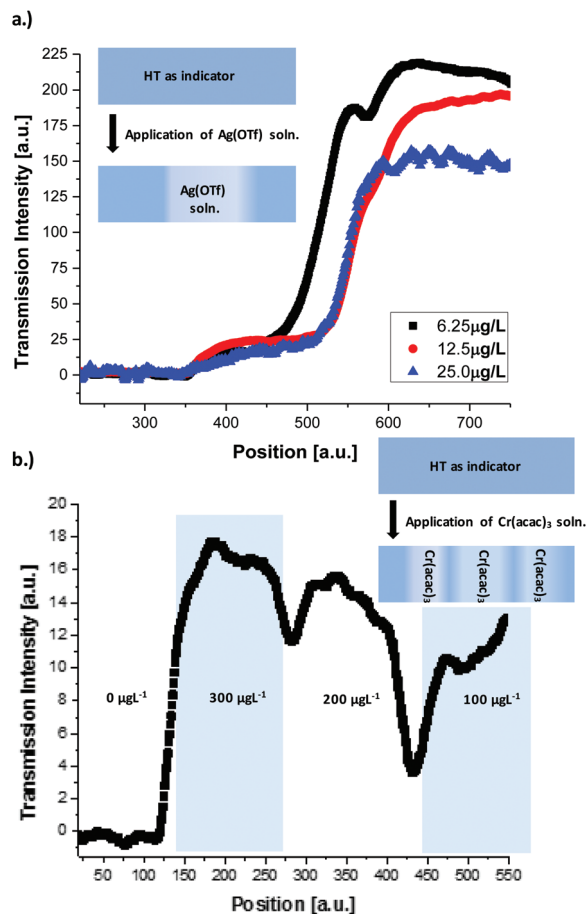 a.)
225
200
175
150
125
100
75
50
25
0
Transmission Intensity [a.u.]
HT as indicator
Application of Ag(OTf) soln.
Ag(OTf)
soln.
6.25µg/L
12.5µg/L
25.0µg/L
300 400 500 600 700
Position [a.u.]
b.)
HT as indicator
Application of Cr(acac)₃ soln.
Cr(acac)₃ Cr(acac)₃ Cr(acac)₃
20
18
16
14
12
10
8
6
4
2
0
Transmission Intensity [a.u.]
0 µgL⁻¹ 300 µgL⁻¹ 200 µgL⁻¹ 100 µgL⁻¹
50 100 150 200 250 300 350 400 450 500 550
Position [a.u.]